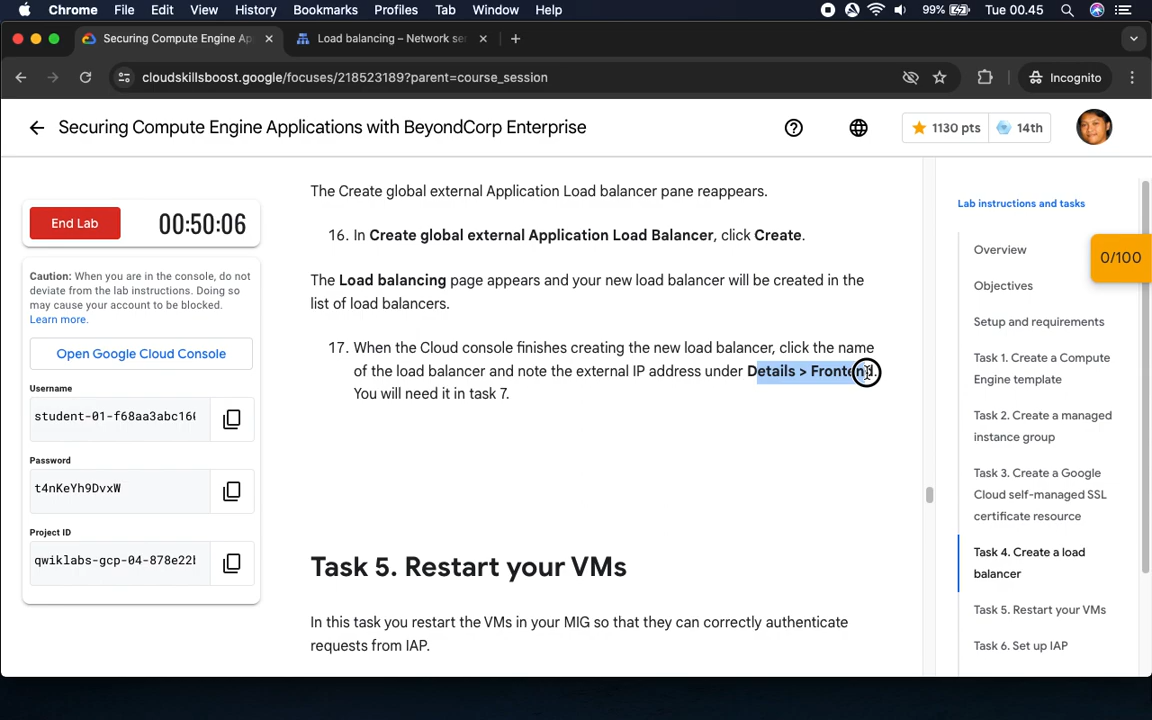 Chrome File Edit View History Bookmarks Profiles Tab Window Help 99% Tue 00.45
Securing Compute Engine Ap
Load balancing – Network se
cloudskillsboost.google/focuses/218523189?parent=course_session
Incognito
Securing Compute Engine Applications with BeyondCorp Enterprise
1130 pts
14th
End Lab
00:50:06
Caution: When you are in the console, do not
deviate from the lab instructions. Doing so
may cause your account to be blocked.
Learn more.
Open Google Cloud Console
Username
student-01-f68aa3abc16
Password
t4nKeYh9DvxW
Project ID
qwiklabs-gcp-04-878e22
The Create global external Application Load balancer pane reappears.
16. In Create global external Application Load Balancer, click Create.
The Load balancing page appears and your new load balancer will be created in the
list of load balancers.
17. When the Cloud console finishes creating the new load balancer, click the name
of the load balancer and note the external IP address under Details > Frontend.
You will need it in task 7.
Task 5. Restart your VMs
In this task you restart the VMs in your MIG so that they can correctly authenticate
requests from IAP.
Lab instructions and tasks
0/100
Overview
Objectives
Setup and requirements
Task 1. Create a Compute
Engine template
Task 2. Create a managed
instance group
Task 3. Create a Google
Cloud self-managed SSL
certificate resource
Task 4. Create a load
balancer
Task 5. Restart your VMs
Task 6. Set up IAP